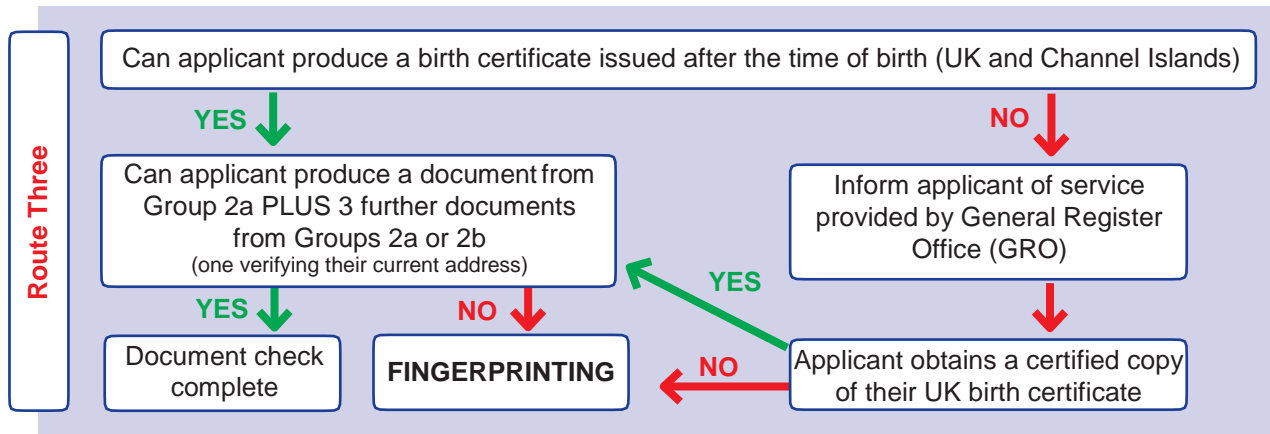 Route Three
Can applicant produce a birth certificate issued after the time of birth (UK and Channel Islands)
YES
NO
Can applicant produce a document from
Group 2a PLUS 3 further documents
from Groups 2a or 2b
(one verifying their current address)
Inform applicant of service
provided by General Register
Office (GRO)
YES
NO
YES
Document check
complete
FINGERPRINTING
NO
Applicant obtains a certified copy
of their UK birth certificate